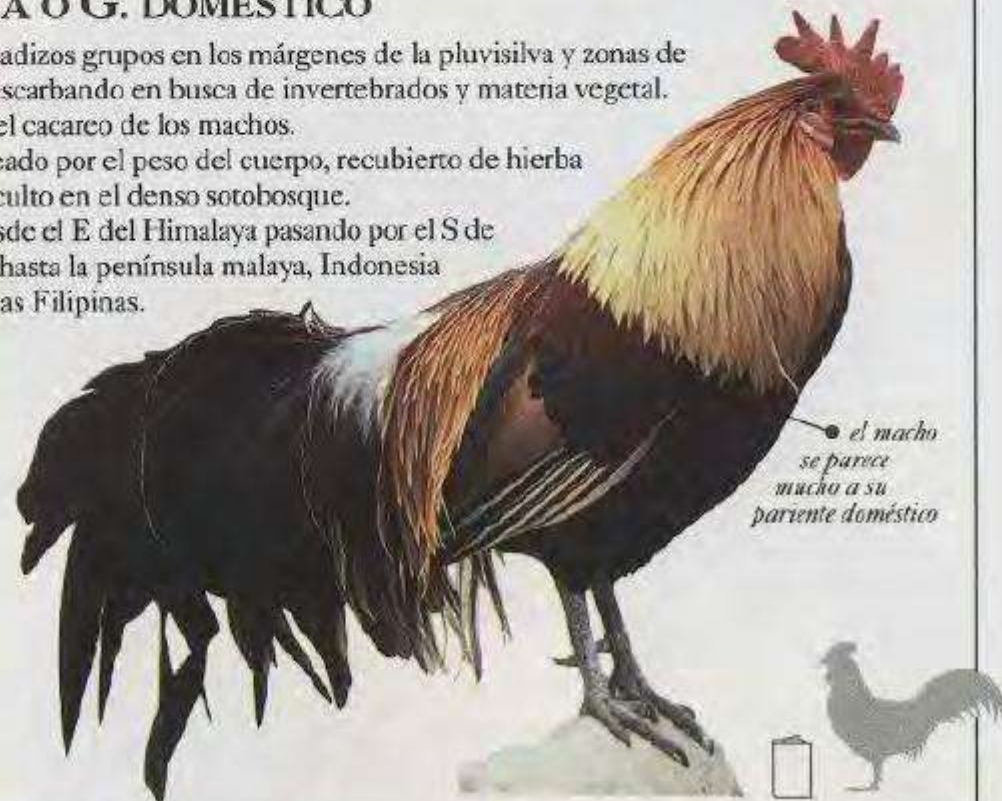 A O G. DOMÉSTICO
adizos grupos en los márgenes de la pluvisilva y zonas de
scarbando en busca de invertebrados y materia vegetal.
el cacareo de los machos.
eado por el peso del cuerpo, recubierto de hierba
culto en el denso sotobosque.
sde el E del Himalaya pasando por el S de
hasta la península malaya, Indonesia
as Filipinas.
el macho
se parece
mucho a su
pariente doméstico